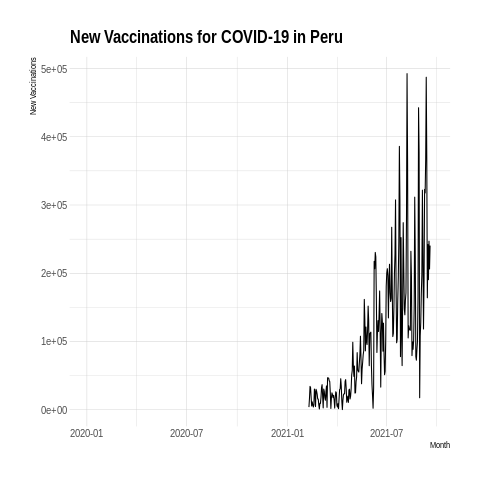 New Vaccinations for COVID-19 in Peru
New Vaccinations
5e+05
4e+05
3e+05
2e+05
1e+05
0e+00
2020-01
2020-07
2021-01
2021-07
Month